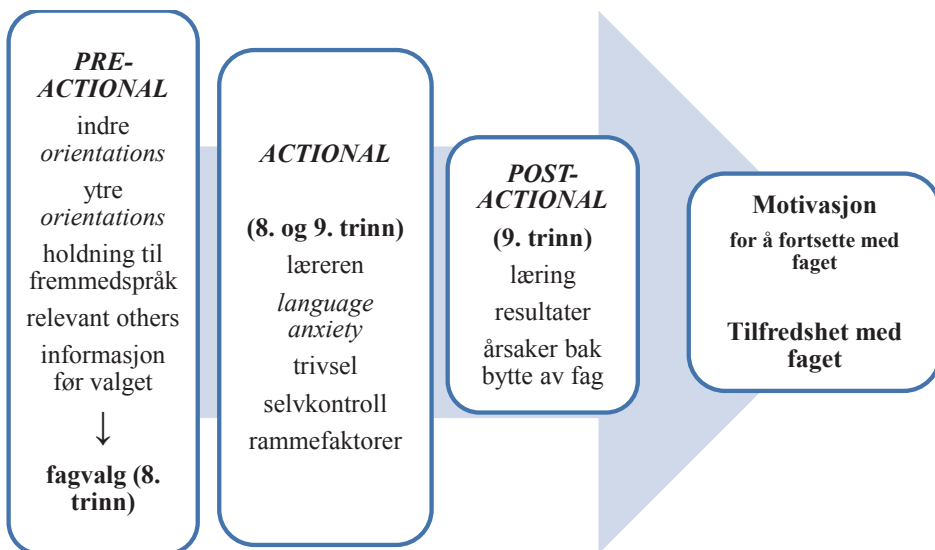 PRE-
ACTIONAL
indre
orientations
ytre
orientations
holdning til
fremmedspråk
relevant others
informasjon
før valget
↓
fagvalg (8.
trinn)
ACTIONAL
(8. og 9. trinn)
læreren
language
anxiety
trivsel
selvkontroll
rammefaktorer
POST-
ACTIONAL
(9. trinn)
læring
resultater
årsaker bak
bytte av fag
Motivasjon
for å fortsette med
faget
Tilfredshet med
faget